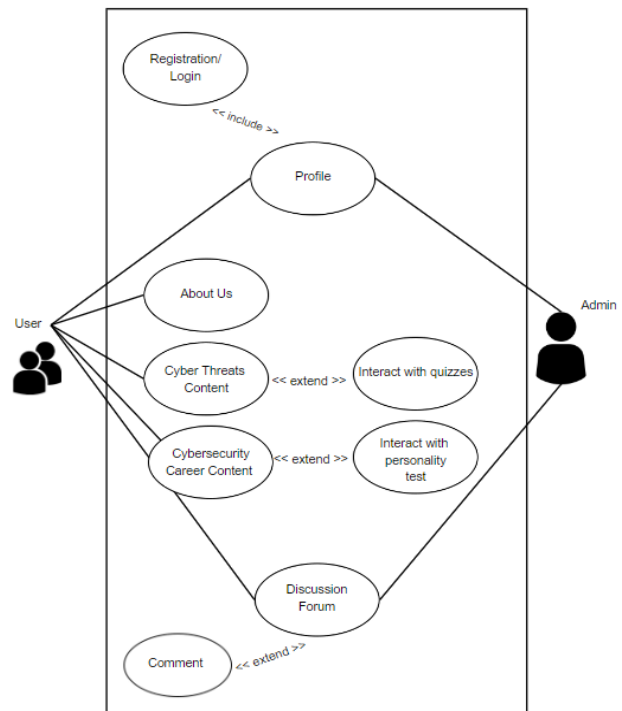 Registration/
Login
<< include >>
Profile
About Us
User
Admin
Cyber Threats
Content
<< extend >>
Interact with quizzes
Cybersecurity
Career Content
<< extend >>
Interact with
personality
test
Discussion
Forum
Comment
<< extend >>